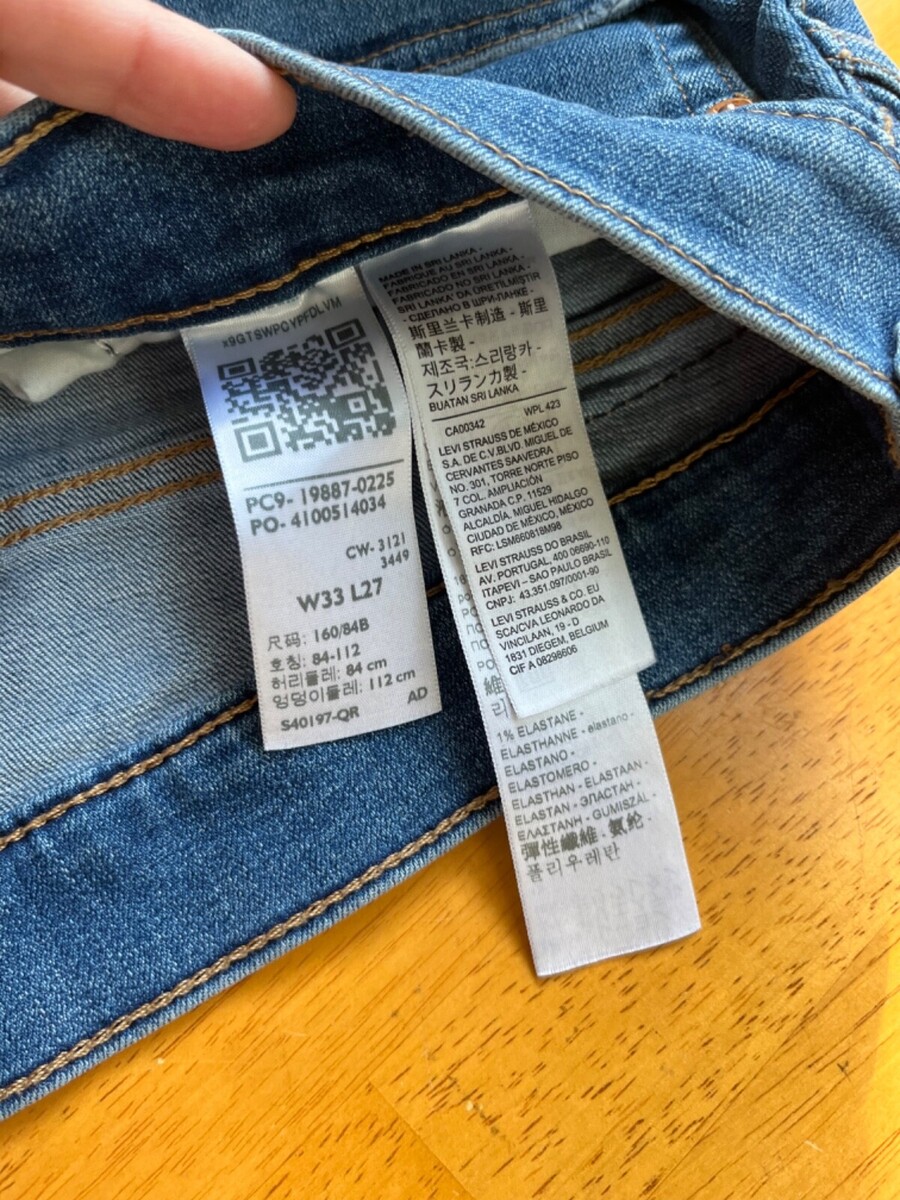 x9GTSWPCVPFDLVM
PC9- 19887-0225
PO- 4100514034
CW- 3121
3449
W33 L27
尺码: 160/84B
호칭: 84-112
허리둘레: 84 cm
엉덩이둘레: 112 cm
S40197-QR AD
MADE IN SRI LANKA -
FABRIQUE AU SRI LANKA -
FABRICADO EN SRI LANKA -
FABRICADO NO SRI LANKA -
SRI LANKA' DA ÜRETİLMİŞTİR
- СДЕЛАНО В ШРИ-ЛАНКЕ -
斯里兰卡制造 - 斯里
蘭卡製 -
제조국:스리랑카 -
スリランカ製 -
BUATAN SRI LANKA
CA00342 WPL 423
LEVI STRAUSS DE MÉXICO
S.A. DE C.V.BLVD. MIGUEL DE
CERVANTES SAAVEDRA
NO. 301, TORRE NORTE PISO
7 COL. AMPLIACIÓN
GRANADA C.P. 11529
ALCALDÍA. MIGUEL HIDALGO
CIUDAD DE MÉXICO, MÉXICO
RFC: LSM660818M98
LEVI STRAUSS DO BRASIL
AV. PORTUGAL, 400 06690-110
ITAPEVI – SAO PAULO BRASIL
CNPJ: 43.351.097/0001-90
LEVI STRAUSS & CO. EU
SCA/CVA LEONARDO DA
VINCILAAN, 19 - D
1831 DIEGEM, BELGIUM
CIF A 08298606
1% ELASTANE -
ELASTHANNE - elastano -
ELASTANO -
ELASTOMERO -
ELASTHAN - ELASTAAN -
ELASTAN - ЭЛАСТАН -
ΕΛΑΣΤΑΝΗ - GUMISZÁL -
彈性纖維 - 氨纶 -
폴리우레탄